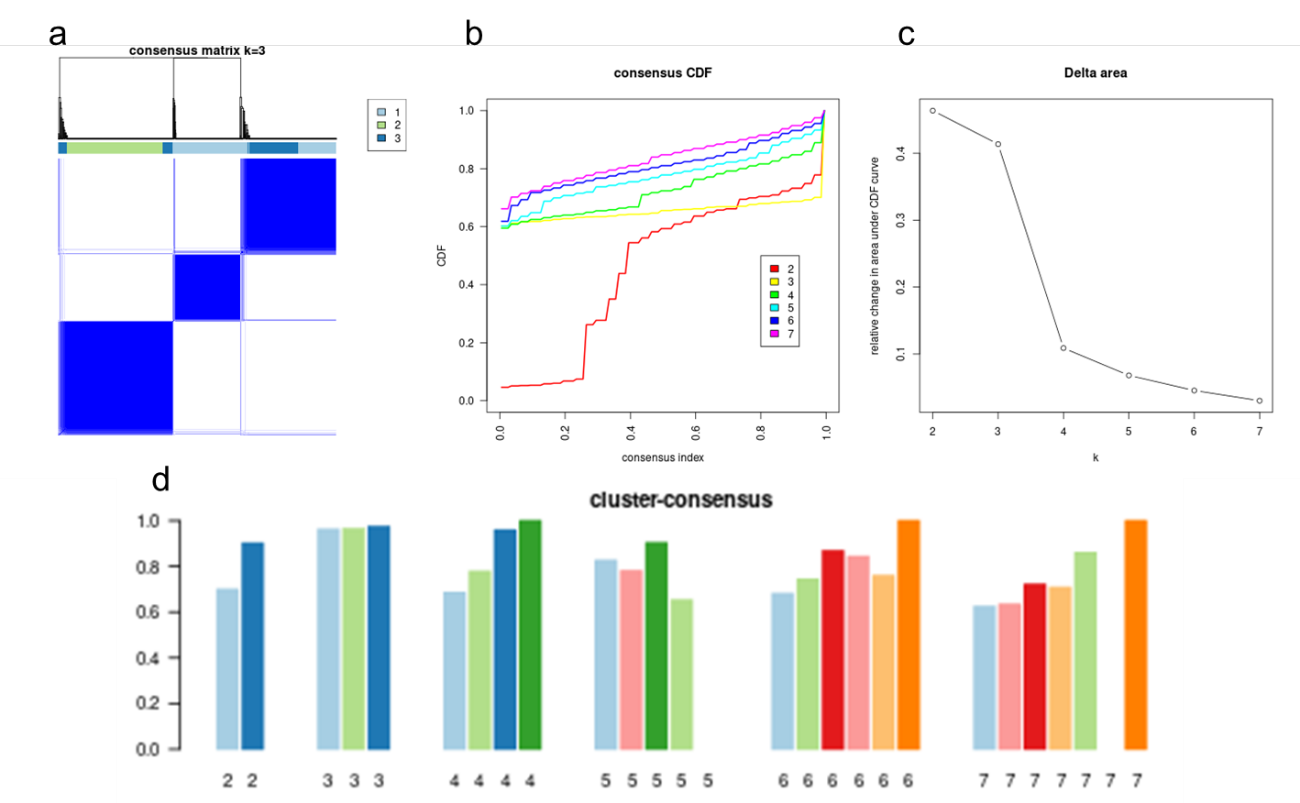 a
consensus matrix k=3
1
2
3
b
consensus CDF
CDF
1.0
0.8
0.6
0.4
0.2
0.0
2
3
4
5
6
7
0.0 0.2 0.4 0.6 0.8 1.0
consensus index
c
Delta area
relative change in area under CDF curve
0.4
0.3
0.2
0.1
2 3 4 5 6 7
k
d
cluster-consensus
1.0
0.8
0.6
0.4
0.2
0.0
2 2 3 3 3 4 4 4 4 5 5 5 5 5 6 6 6 6 6 6 7 7 7 7 7 7 7